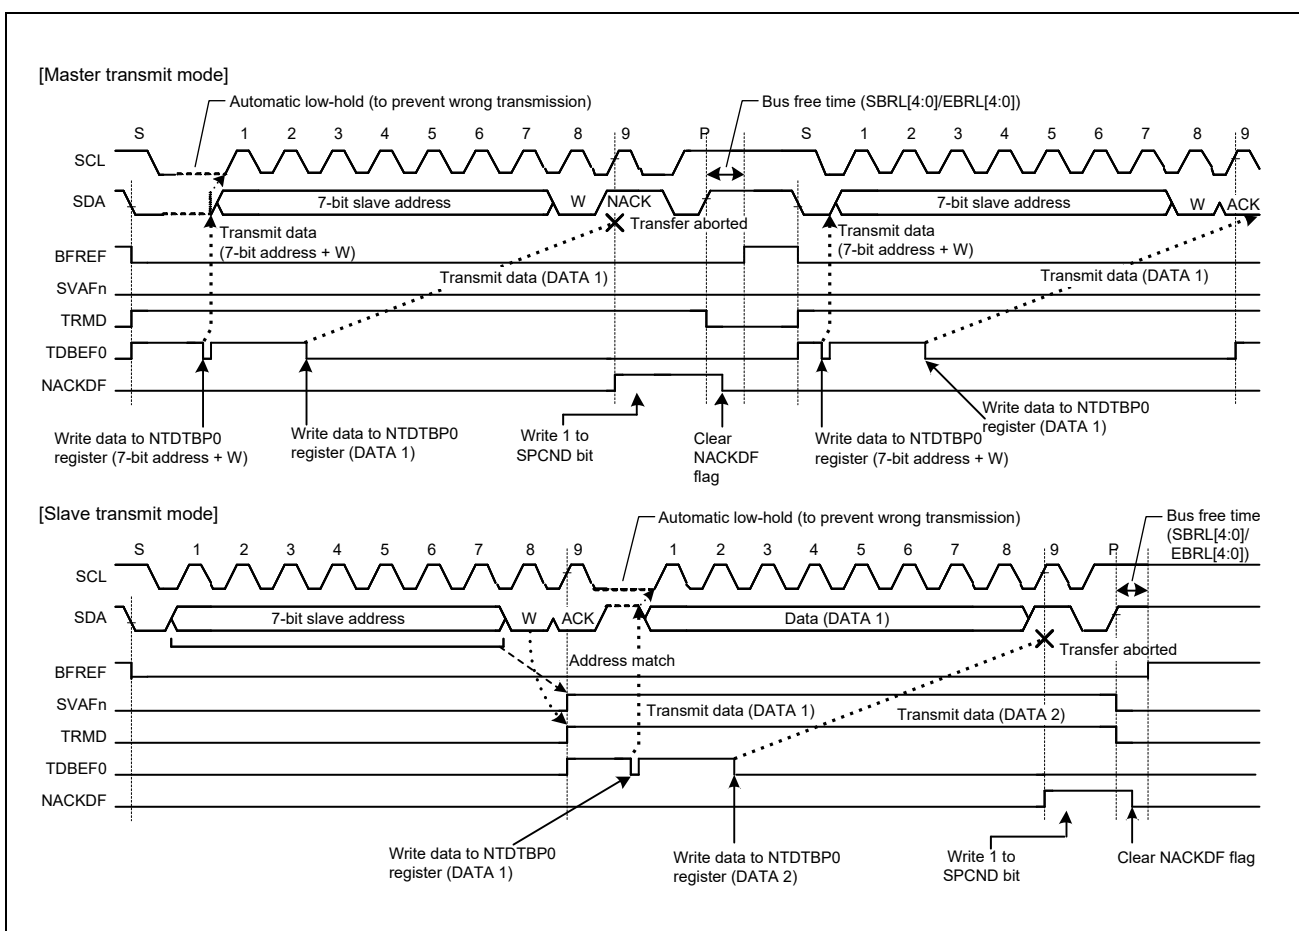 [Master transmit mode]
Automatic low-hold (to prevent wrong transmission)
Bus free time (SBRL[4:0]/EBRL[4:0])
S 1 2 3 4 5 6 7 8 9 P S 1 2 3 4 5 6 7 8 9
SCL
SDA 7-bit slave address W NACK 7-bit slave address W ACK
Transfer aborted
Transmit data
(7-bit address + W)
Transmit data
(7-bit address + W)
BFREF
Transmit data (DATA 1)
Transmit data (DATA 1)
SVAFn
TRMD
TDBEF0
NACKDF
Write data to NTDTBP0
register (7-bit address + W)
Write data to NTDTBP0
register (DATA 1)
Write 1 to
SPCND bit
Clear
NACKDF
flag
Write data to NTDTBP0
register (7-bit address + W)
Write data to NTDTBP0
register (DATA 1)
[Slave transmit mode]
Automatic low-hold (to prevent wrong transmission)
Bus free time
(SBRL[4:0]/
EBRL[4:0])
S 1 2 3 4 5 6 7 8 9 1 2 3 4 5 6 7 8 9 P
SCL
SDA 7-bit slave address W ACK Data (DATA 1)
Transfer aborted
Address match
BFREF
SVAFn
Transmit data (DATA 1)
Transmit data (DATA 2)
TRMD
TDBEF0
NACKDF
Write data to NTDTBP0
register (DATA 1)
Write data to NTDTBP0
register (DATA 2)
Write 1 to
SPCND bit
Clear NACKDF flag